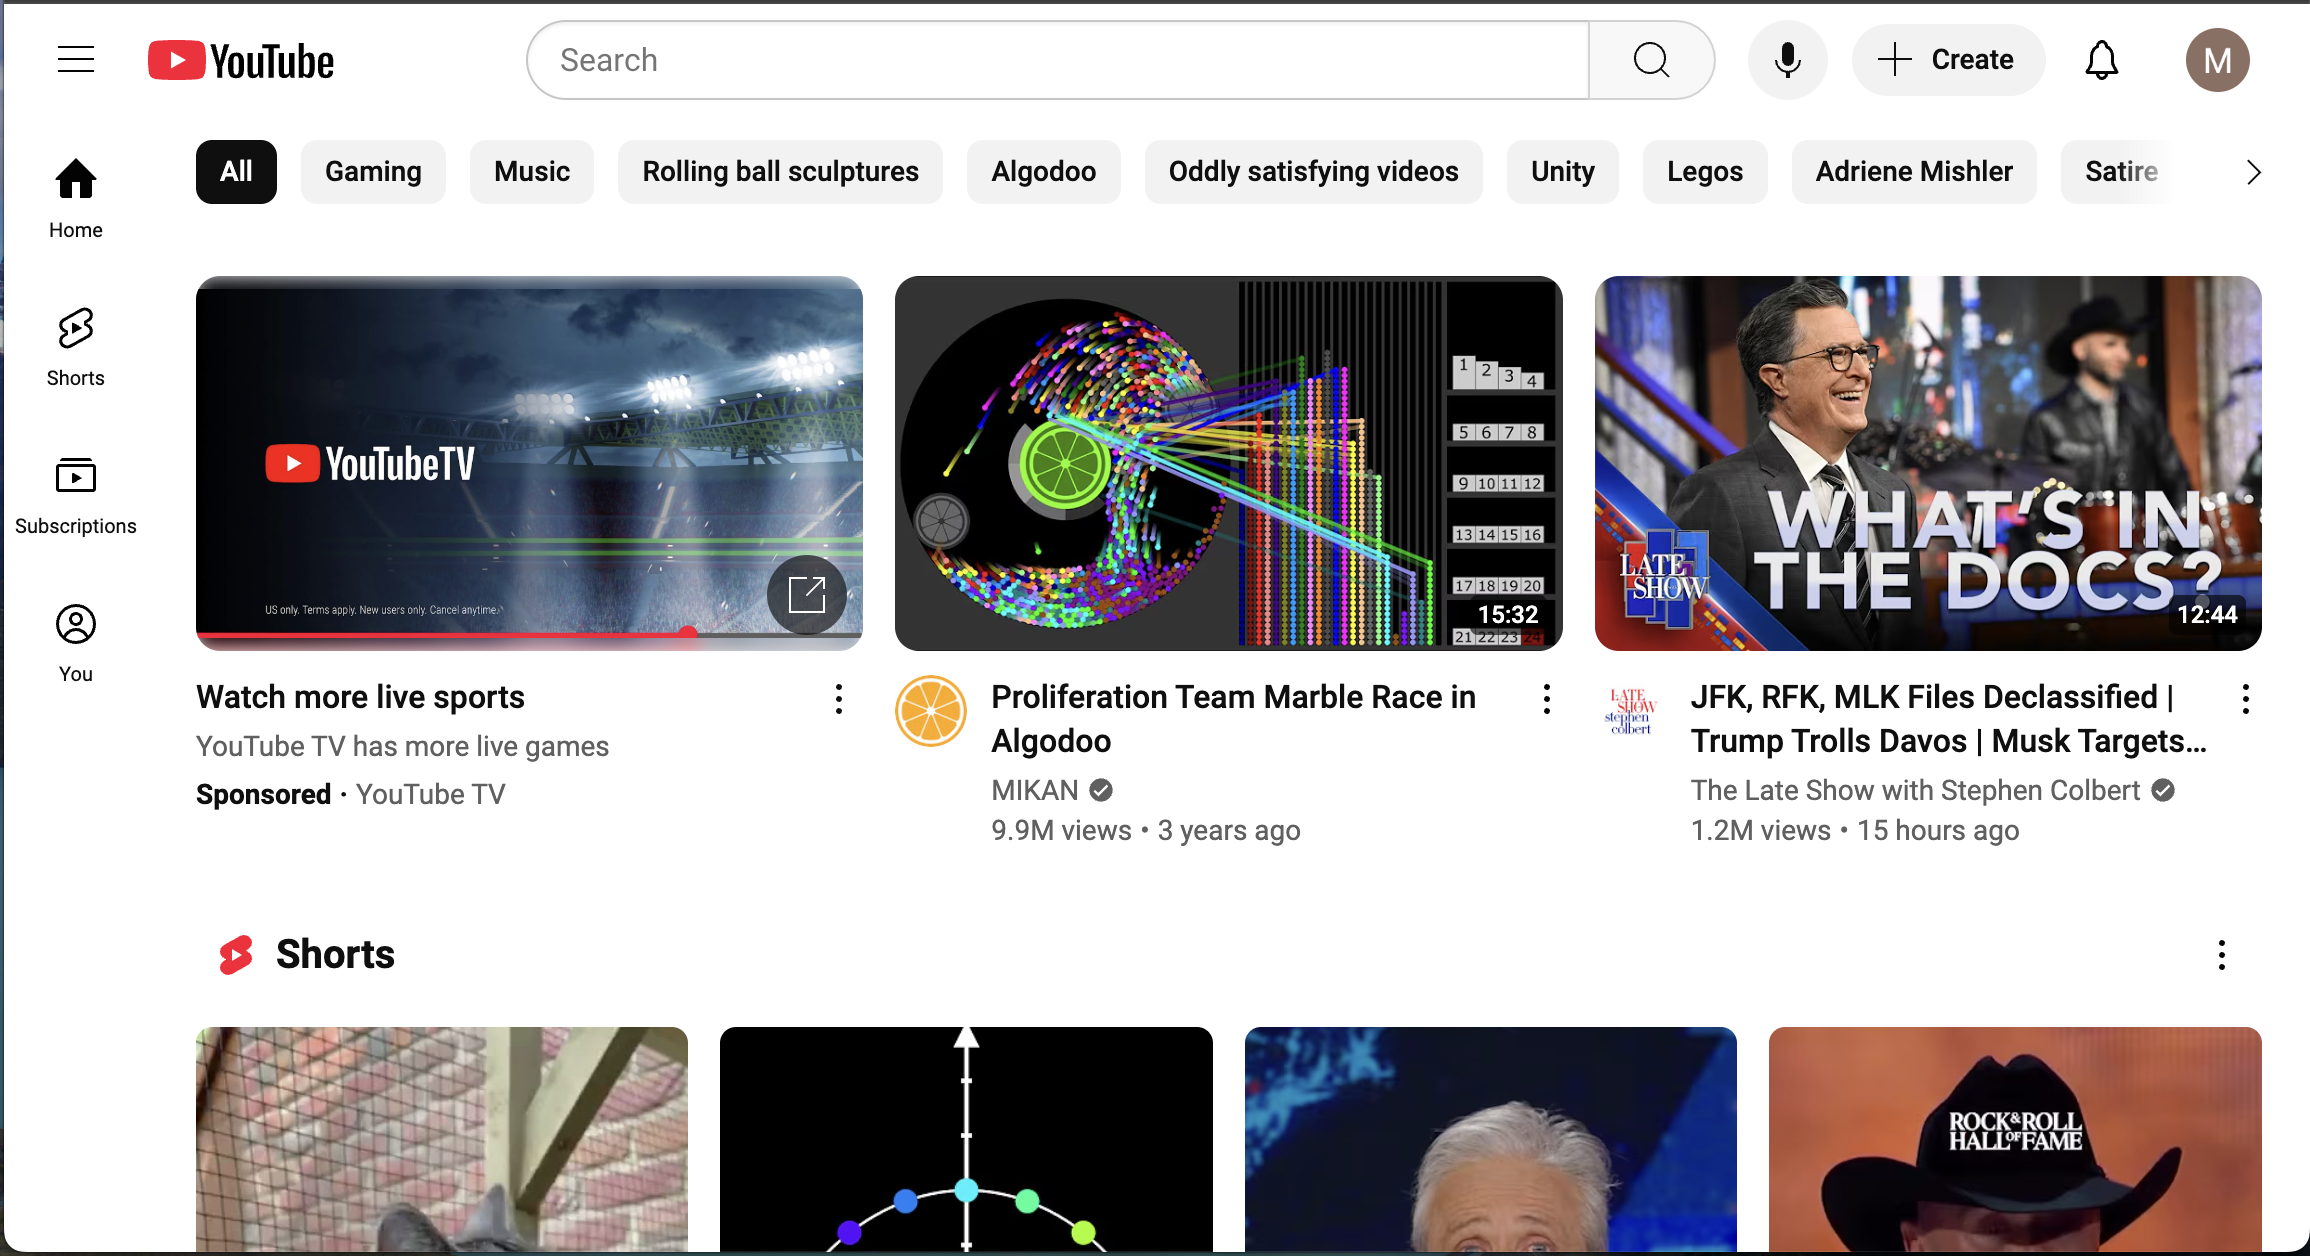 YouTube
Search
Create
M
All
Gaming
Music
Rolling ball sculptures
Algodoo
Oddly satisfying videos
Unity
Legos
Adriene Mishler
Satire
Home
Shorts
Subscriptions
You
YouTubeTV
US only. Terms apply. New users only. Cancel anytime.
Watch more live sports
YouTube TV has more live games
Sponsored · YouTube TV
1 2 3 4
5 6 7 8
9 10 11 12
13 14 15 16
17 18 19 20
15:32
21 22 23 24
Proliferation Team Marble Race in
Algodoo
MIKAN
9.9M views • 3 years ago
WHAT'S IN
THE DOCS?
LATE
SHOW
12:44
LATE
SHOW
stephen
colbert
JFK, RFK, MLK Files Declassified |
Trump Trolls Davos | Musk Targets...
The Late Show with Stephen Colbert
1.2M views • 15 hours ago
Shorts
ROCK & ROLL
HALL OF FAME